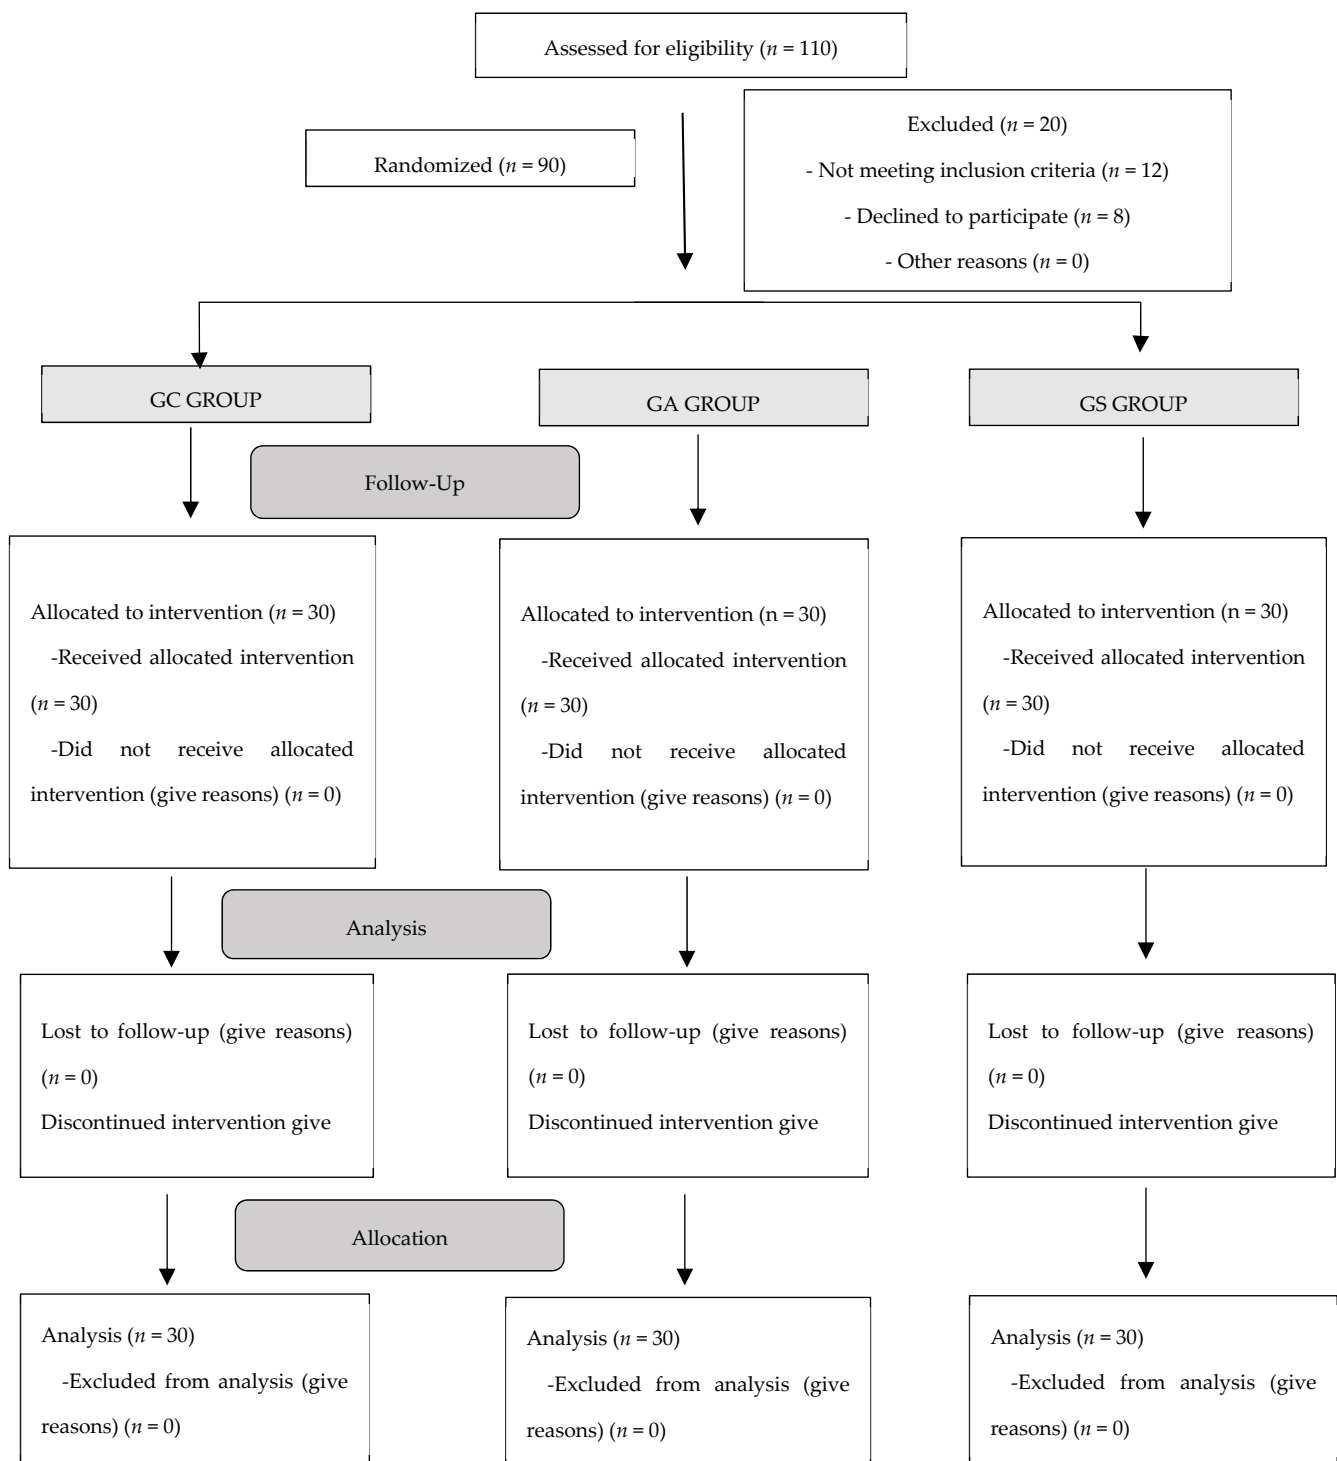 Assessed for eligibility (n = 110)
Randomized (n = 90)
Excluded (n = 20)
- Not meeting inclusion criteria (n = 12)
- Declined to participate (n = 8)
- Other reasons (n = 0)
GC GROUP
GA GROUP
GS GROUP
Follow-Up
Allocated to intervention (n = 30)
-Received allocated intervention
(n = 30)
-Did not receive allocated
intervention (give reasons) (n = 0)
Allocated to intervention (n = 30)
-Received allocated intervention
(n = 30)
-Did not receive allocated
intervention (give reasons) (n = 0)
Allocated to intervention (n = 30)
-Received allocated intervention
(n = 30)
-Did not receive allocated
intervention (give reasons) (n = 0)
Analysis
Lost to follow-up (give reasons)
(n = 0)
Discontinued intervention give
Lost to follow-up (give reasons)
(n = 0)
Discontinued intervention give
Lost to follow-up (give reasons)
(n = 0)
Discontinued intervention give
Allocation
Analysis (n = 30)
-Excluded from analysis (give
reasons) (n = 0)
Analysis (n = 30)
-Excluded from analysis (give
reasons) (n = 0)
Analysis (n = 30)
-Excluded from analysis (give
reasons) (n = 0)